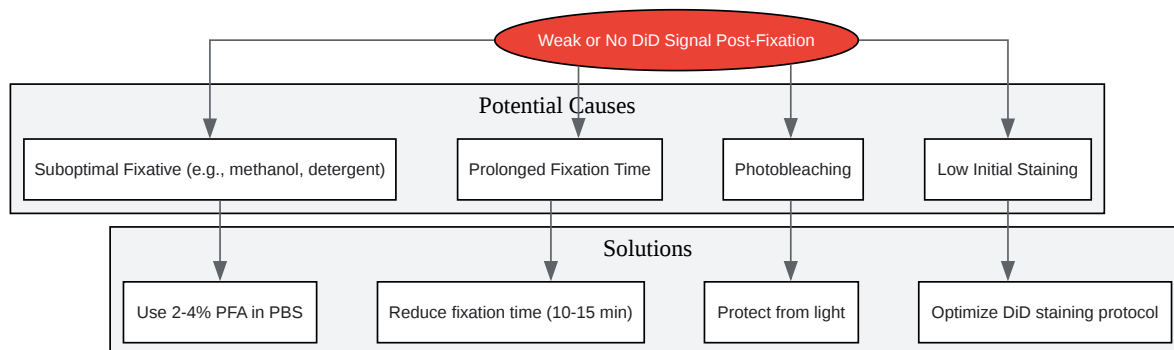 Weak or No DiD Signal Post-Fixation
Potential Causes
Suboptimal Fixative (e.g., methanol, detergent)
Prolonged Fixation Time
Photobleaching
Low Initial Staining
Solutions
Use 2-4% PFA in PBS
Reduce fixation time (10-15 min)
Protect from light
Optimize DiD staining protocol